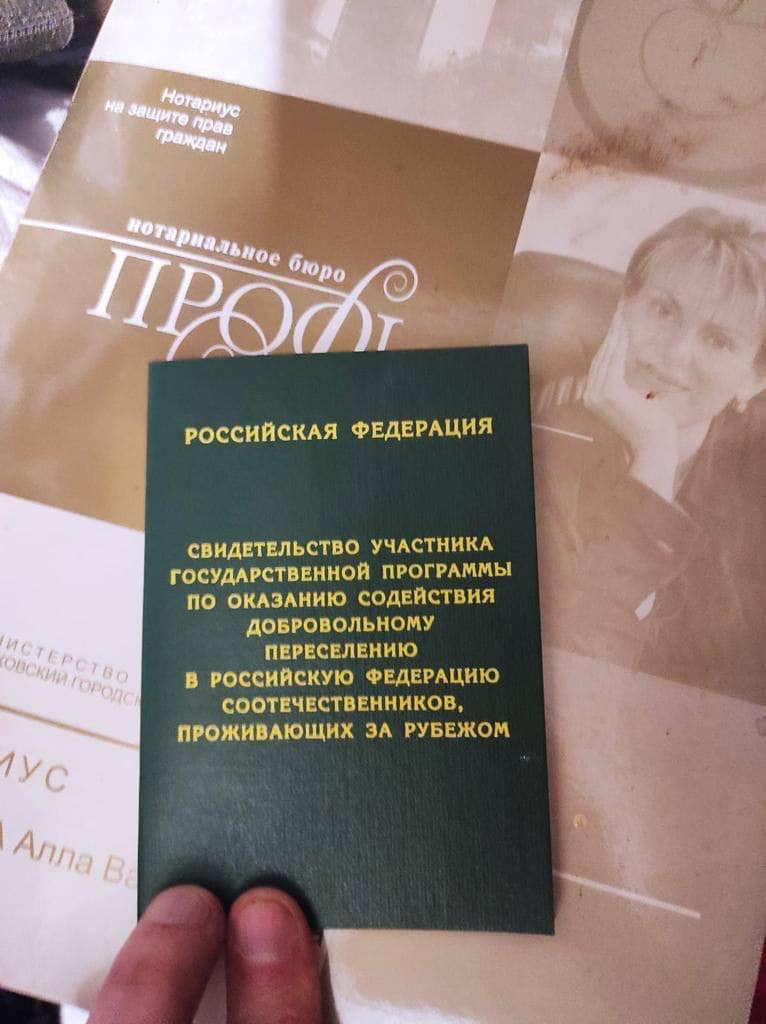 Нотариус
на защите прав
граждан
нотариальное бюро
РОССИЙСКАЯ ФЕДЕРАЦИЯ
СВИДЕТЕЛЬСТВО УЧАСТНИКА
ГОСУДАРСТВЕННОЙ ПРОГРАММЫ
ПО ОКАЗАНИЮ СОДЕЙСТВИЯ
ДОБРОВОЛЬНОМУ
ПЕРЕСЕЛЕНИЮ
В РОССИЙСКУЮ ФЕДЕРАЦИЮ
СООТЕЧЕСТВЕННИКОВ,
ПРОЖИВАЮЩИХ ЗА РУБЕЖОМ
Алла